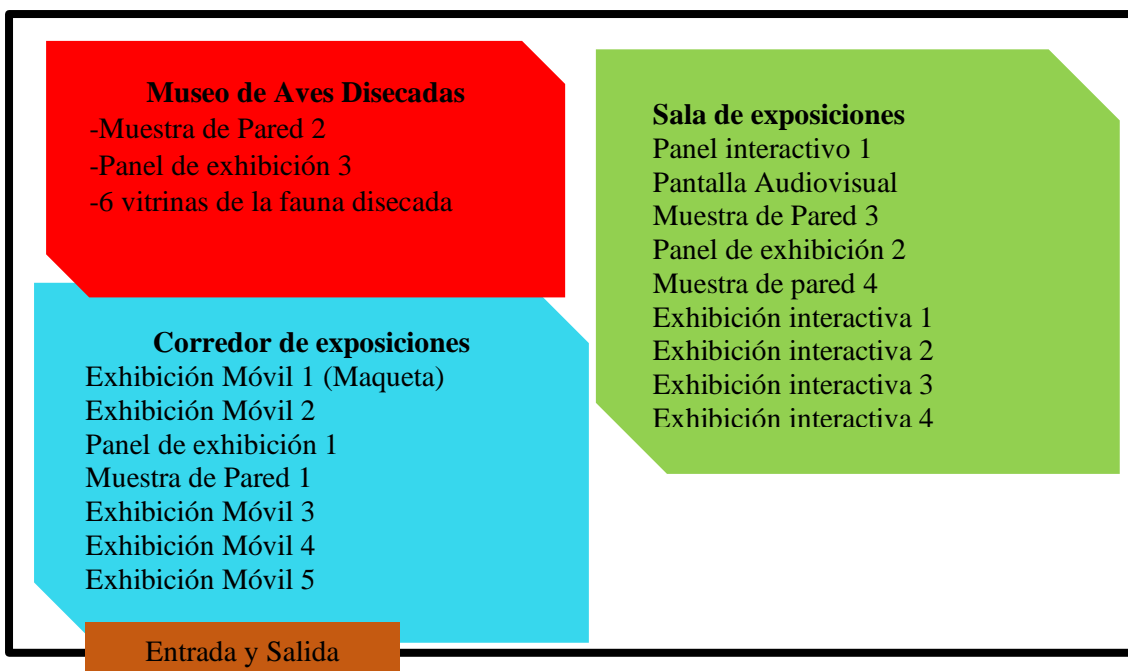 Museo de Aves Disecadas
-Muestra de Pared 2
-Panel de exhibición 3
-6 vitrinas de la fauna disecada
Sala de exposiciones
Panel interactivo 1
Pantalla Audiovisual
Muestra de Pared 3
Panel de exhibición 2
Muestra de pared 4
Exhibición interactiva 1
Exhibición interactiva 2
Exhibición interactiva 3
Exhibición interactiva 4
Corredor de exposiciones
Exhibición Móvil 1 (Maqueta)
Exhibición Móvil 2
Panel de exhibición 1
Muestra de Pared 1
Exhibición Móvil 3
Exhibición Móvil 4
Exhibición Móvil 5
Entrada y Salida